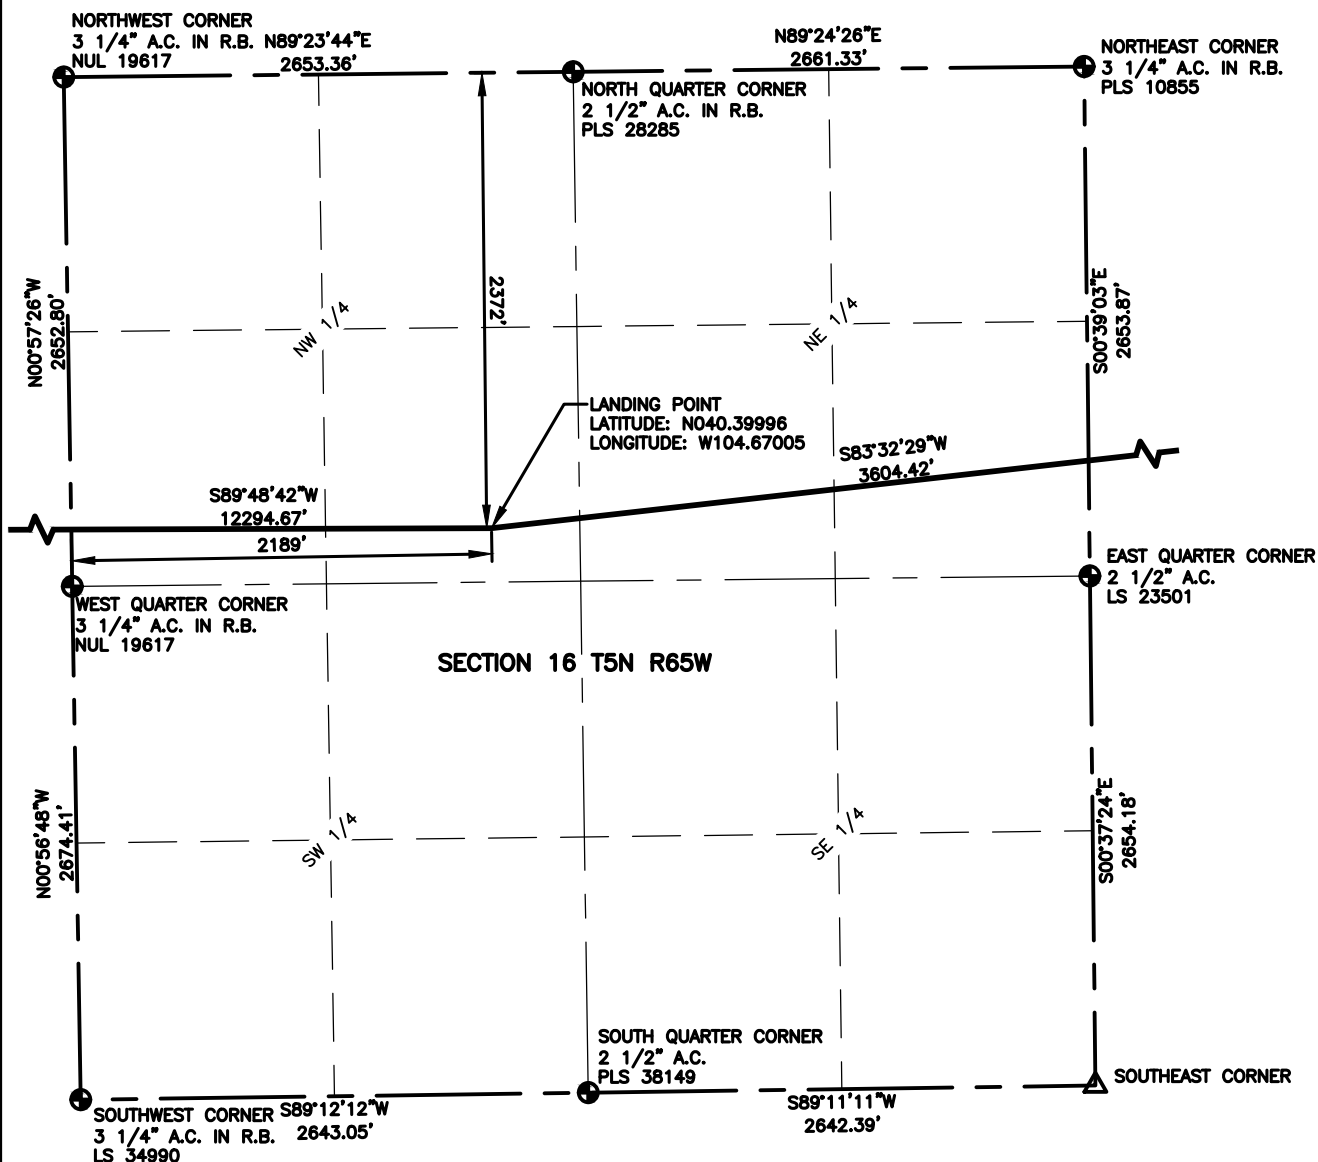 NORTHWEST CORNER
3 1/4" A.C. IN R.B.
NUL 19617
N89°23'44"E
2653.36'
N89°24'26"E
2661.33'
NORTHEAST CORNER
3 1/4" A.C. IN R.B.
PLS 10855
NORTH QUARTER CORNER
2 1/2" A.C. IN R.B.
PLS 28285
N00°57'26"W
2652.80'
NW 1/4
2372'
NE 1/4
S00°39'03"E
2653.87'
LANDING POINT
LATITUDE: N040.39996
LONGITUDE: W104.67005
S83°32'29"W
3604.42'
S89°48'42"W
12294.67'
2189'
EAST QUARTER CORNER
2 1/2" A.C.
LS 23501
WEST QUARTER CORNER
3 1/4" A.C. IN R.B.
NUL 19617
SECTION 16 T5N R65W
N00°56'48"W
2674.41'
SW 1/4
SE 1/4
S00°37'24"E
2654.18'
SOUTH QUARTER CORNER
2 1/2" A.C.
PLS 38149
SOUTHEAST CORNER
SOUTHWEST CORNER
3 1/4" A.C. IN R.B.
LS 34990
S89°12'12"W
2643.05'
S89°11'11"W
2642.39'